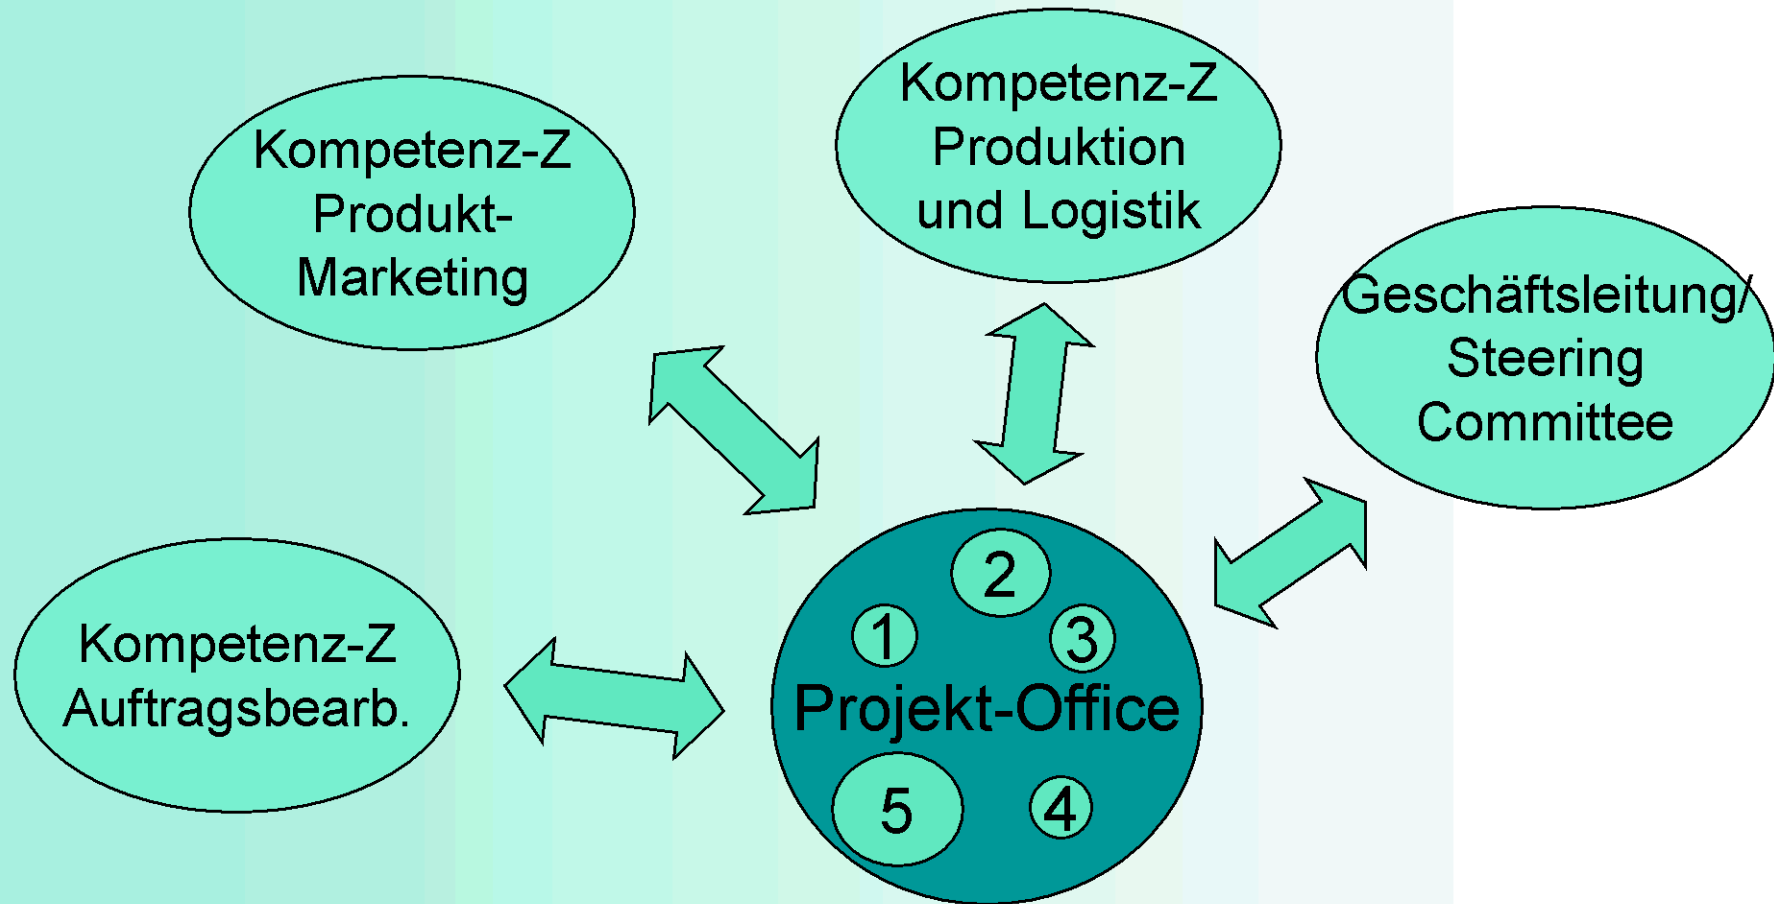 Kompetenz-Z
Produkt-
Marketing
Kompetenz-Z
Produktion
und Logistik
Geschäftsleitung/
Steering
Committee
Kompetenz-Z
Auftragsbearb.
2
1
3
Projekt-Office
5
4